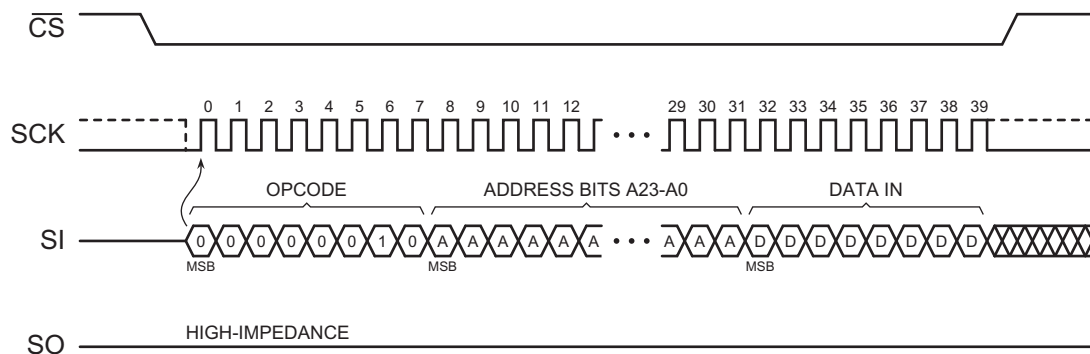 CS
0 1 2 3 4 5 6 7 8 9 10 11 12 29 30 31 32 33 34 35 36 37 38 39
SCK
OPCODE ADDRESS BITS A23-A0 DATA IN
SI 0 0 0 0 0 0 1 0 A A A A A A A A A D D D D D D D D
MSB MSB MSB
HIGH-IMPEDANCE
SO